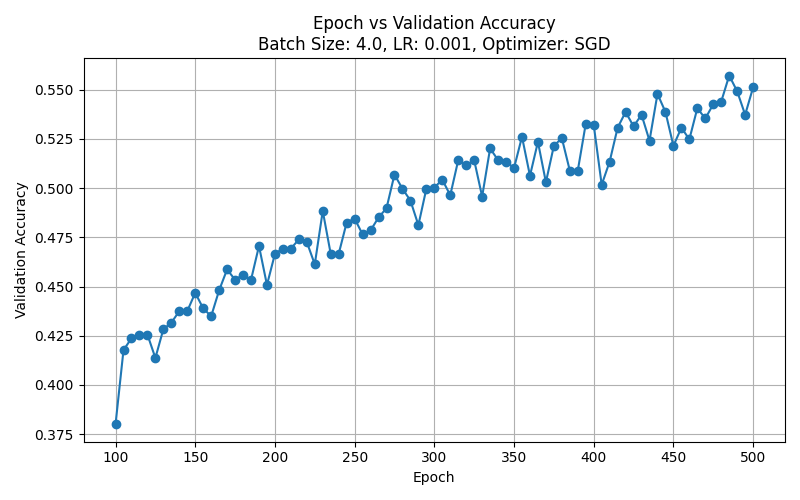 Epoch vs Validation Accuracy
Batch Size: 4.0, LR: 0.001, Optimizer: SGD
Validation Accuracy
0.550
0.525
0.500
0.475
0.450
0.425
0.400
0.375
100 150 200 250 300 350 400 450 500
Epoch